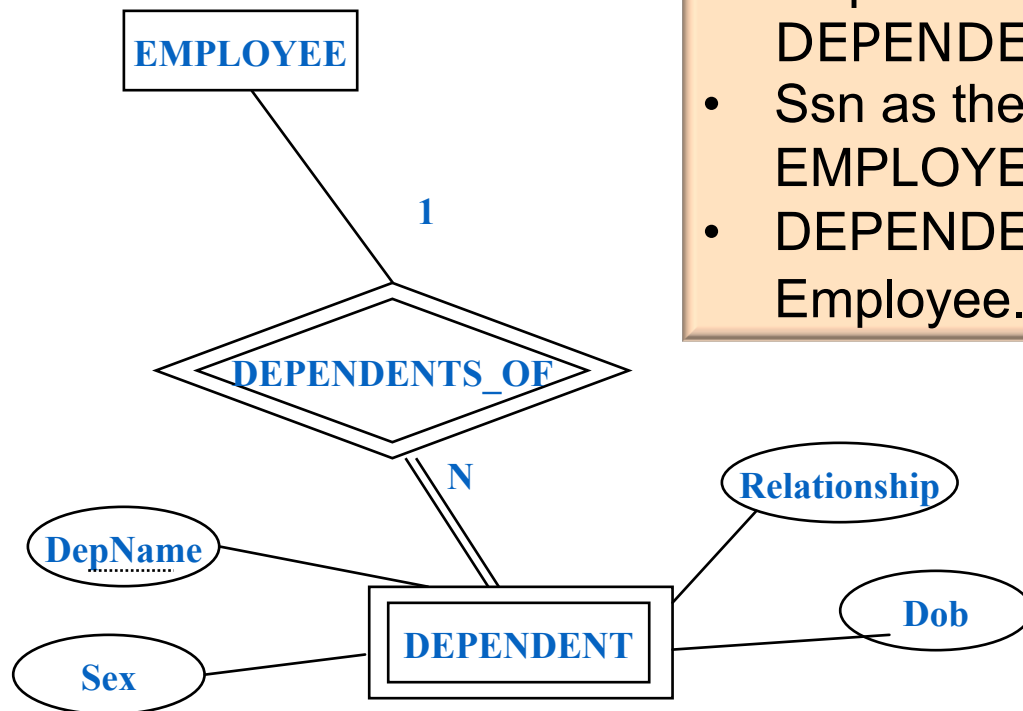 EMPLOYEE
DEPENDE
• Ssn as the
EMPLOYE
• DEPENDE
Employee.
1
DEPENDENTS_OF
N
Relationship
DepName
Dob
DEPENDENT
Sex